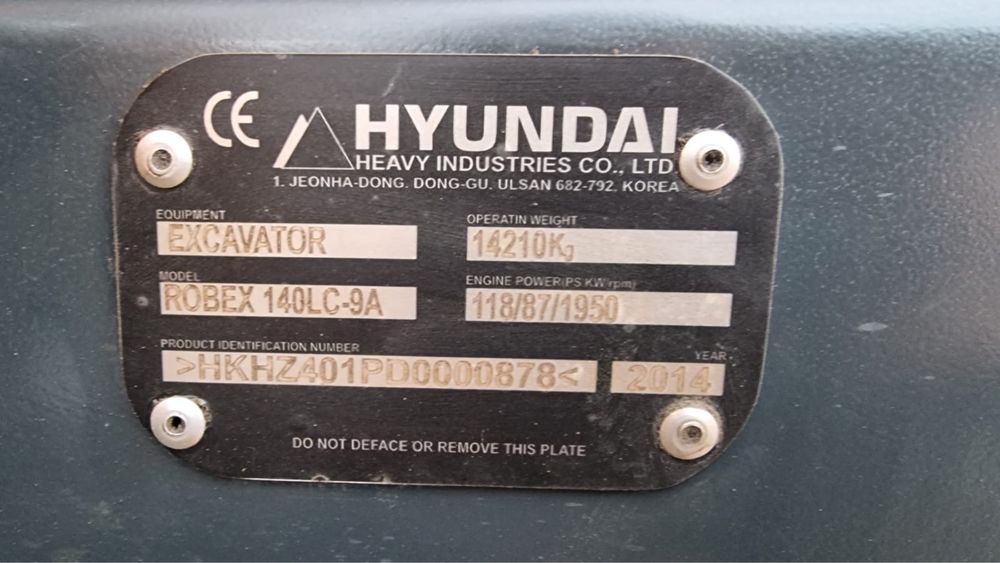 CE
HYUNDAI
HEAVY INDUSTRIES CO., LTD
1. JEONHA-DONG. DONG-GU. ULSAN 682-792. KOREA
EQUIPMENT
EXCAVATOR
OPERATIN WEIGHT
14210Kg
MODEL
ROBEX 140LC-9A
ENGINE POWER(PS/KW/rpm)
118/87/1950
PRODUCT IDENTIFICATION NUMBER
>HKHZ401PD0000878<
YEAR
2014
DO NOT DEFACE OR REMOVE THIS PLATE